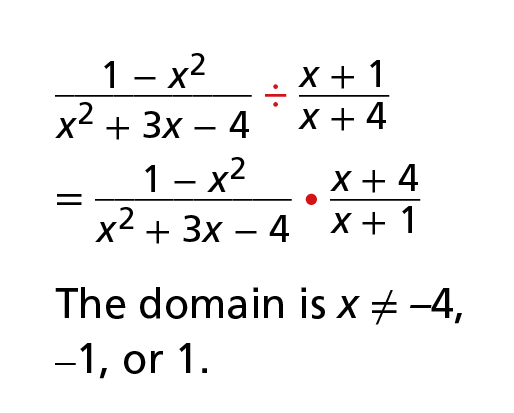 1 – x² / x² + 3x – 4 ÷ x + 1 / x + 4
= 1 – x² / x² + 3x – 4 • x + 4 / x + 1
The domain is x ≠ –4,
–1, or 1.